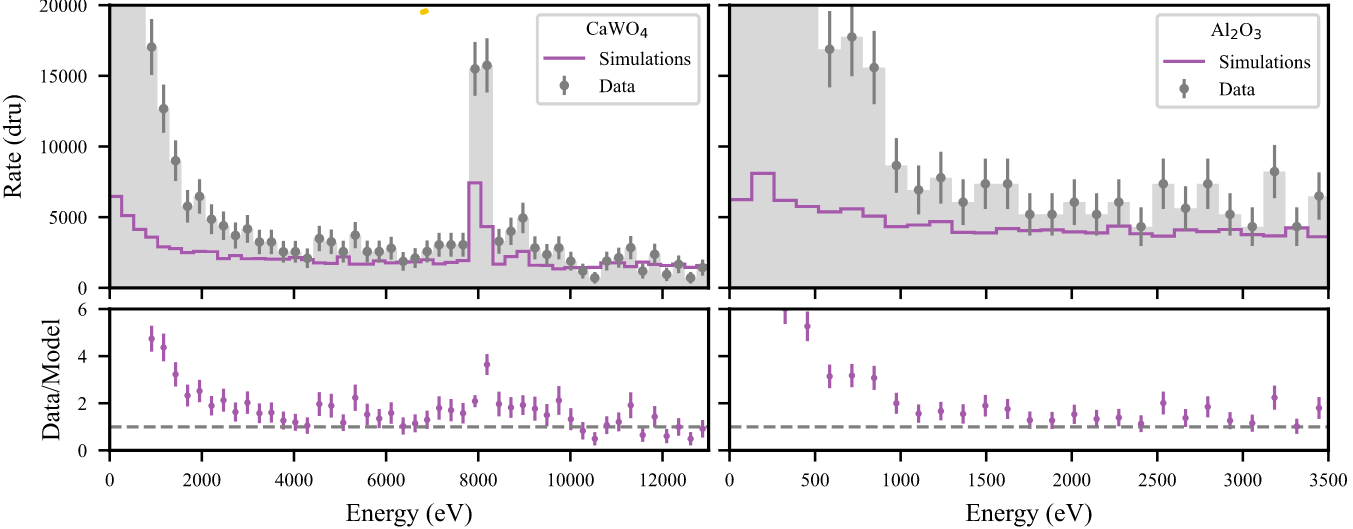 Rate (dru)
20000
15000
10000
5000
0
CaWO₄
Simulations
Data
Al₂O₃
Simulations
Data
Data/Model
6
4
2
0
0 2000 4000 6000 8000 10000 12000
Energy (eV)
0 500 1000 1500 2000 2500 3000 3500
Energy (eV)